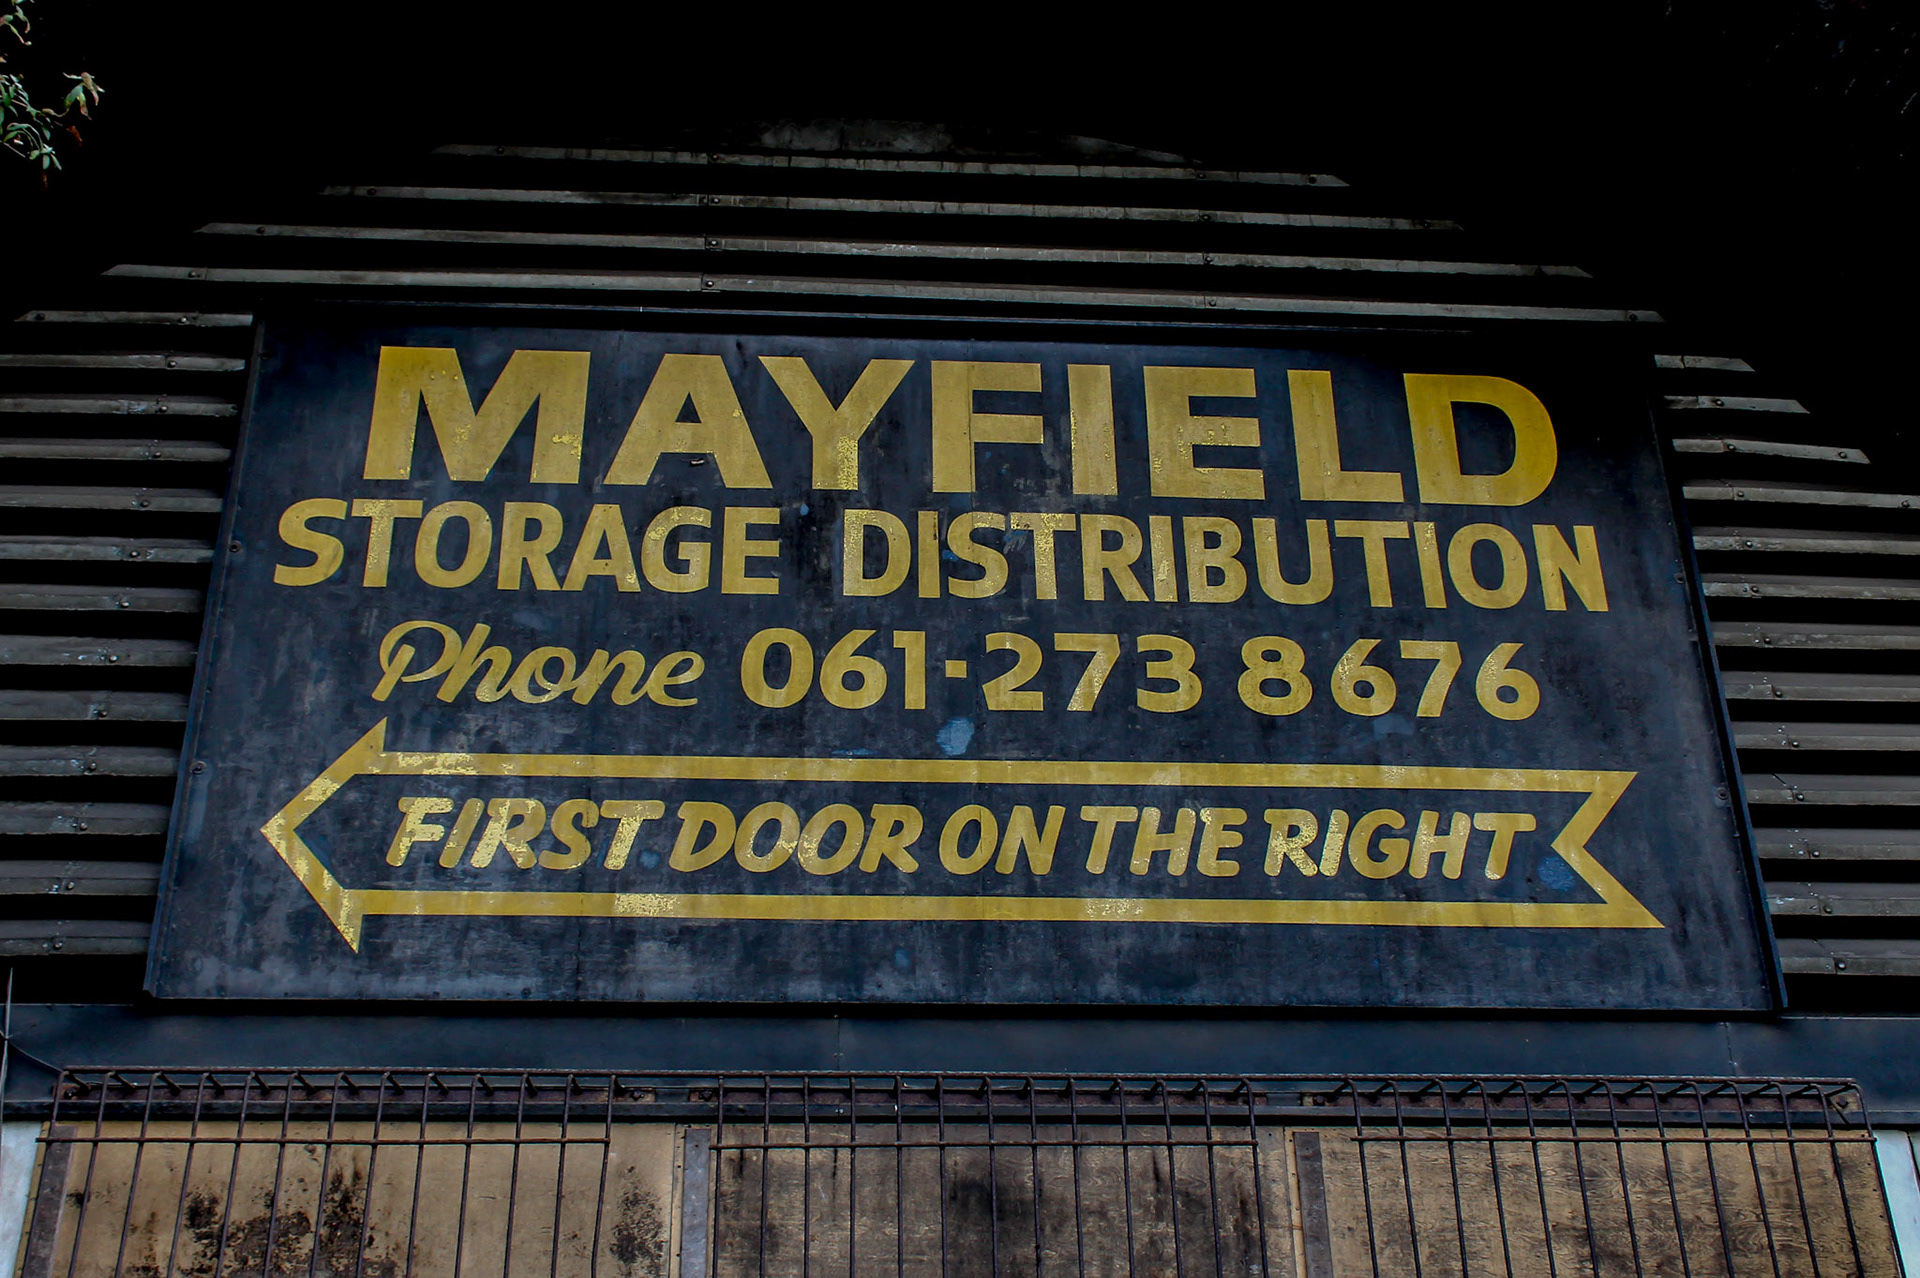 MAYFIELD
STORAGE DISTRIBUTION
Phone 061·273 8676
FIRST DOOR ON THE RIGHT